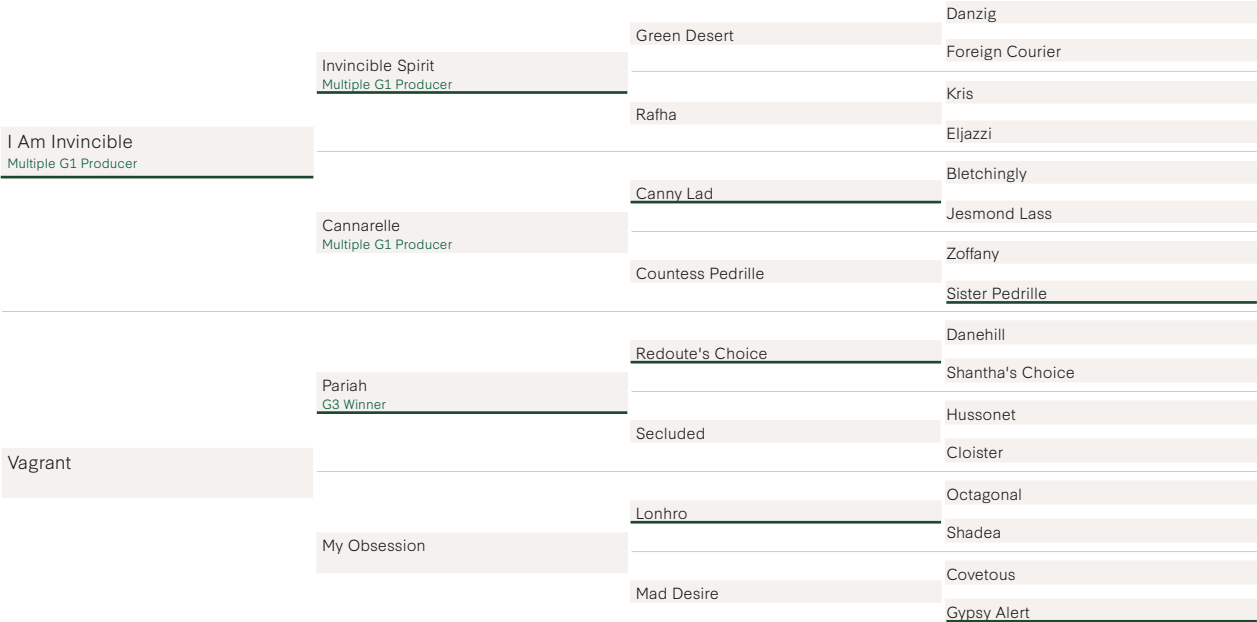 I Am Invincible
Multiple G1 Producer
Vagrant
Invincible Spirit
Multiple G1 Producer
Cannarelle
Multiple G1 Producer
Pariah
G3 Winner
My Obsession
Green Desert
Rafha
Canny Lad
Countess Pedrille
Redoute's Choice
Secluded
Lonhro
Mad Desire
Danzig
Foreign Courier
Kris
Eljazzi
Bletchingly
Jesmond Lass
Zoffany
Sister Pedrille
Danehill
Shantha's Choice
Hussonet
Cloister
Octagonal
Shadea
Covetous
Gypsy Alert